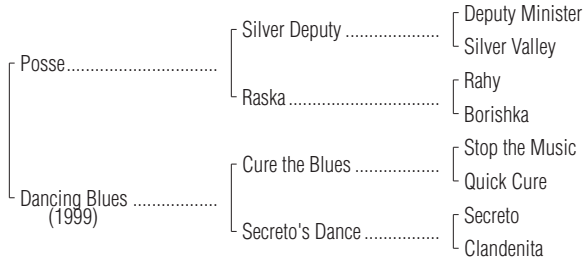 Deputy Minister
Silver Deputy ....................
Silver Valley
Posse................................
Rahy
Raska ................................
Borishka
Stop the Music
Cure the Blues ..................
Quick Cure
Dancing Blues ..................
(1999)
Secreto
Secreto's Dance ................
Clandenita